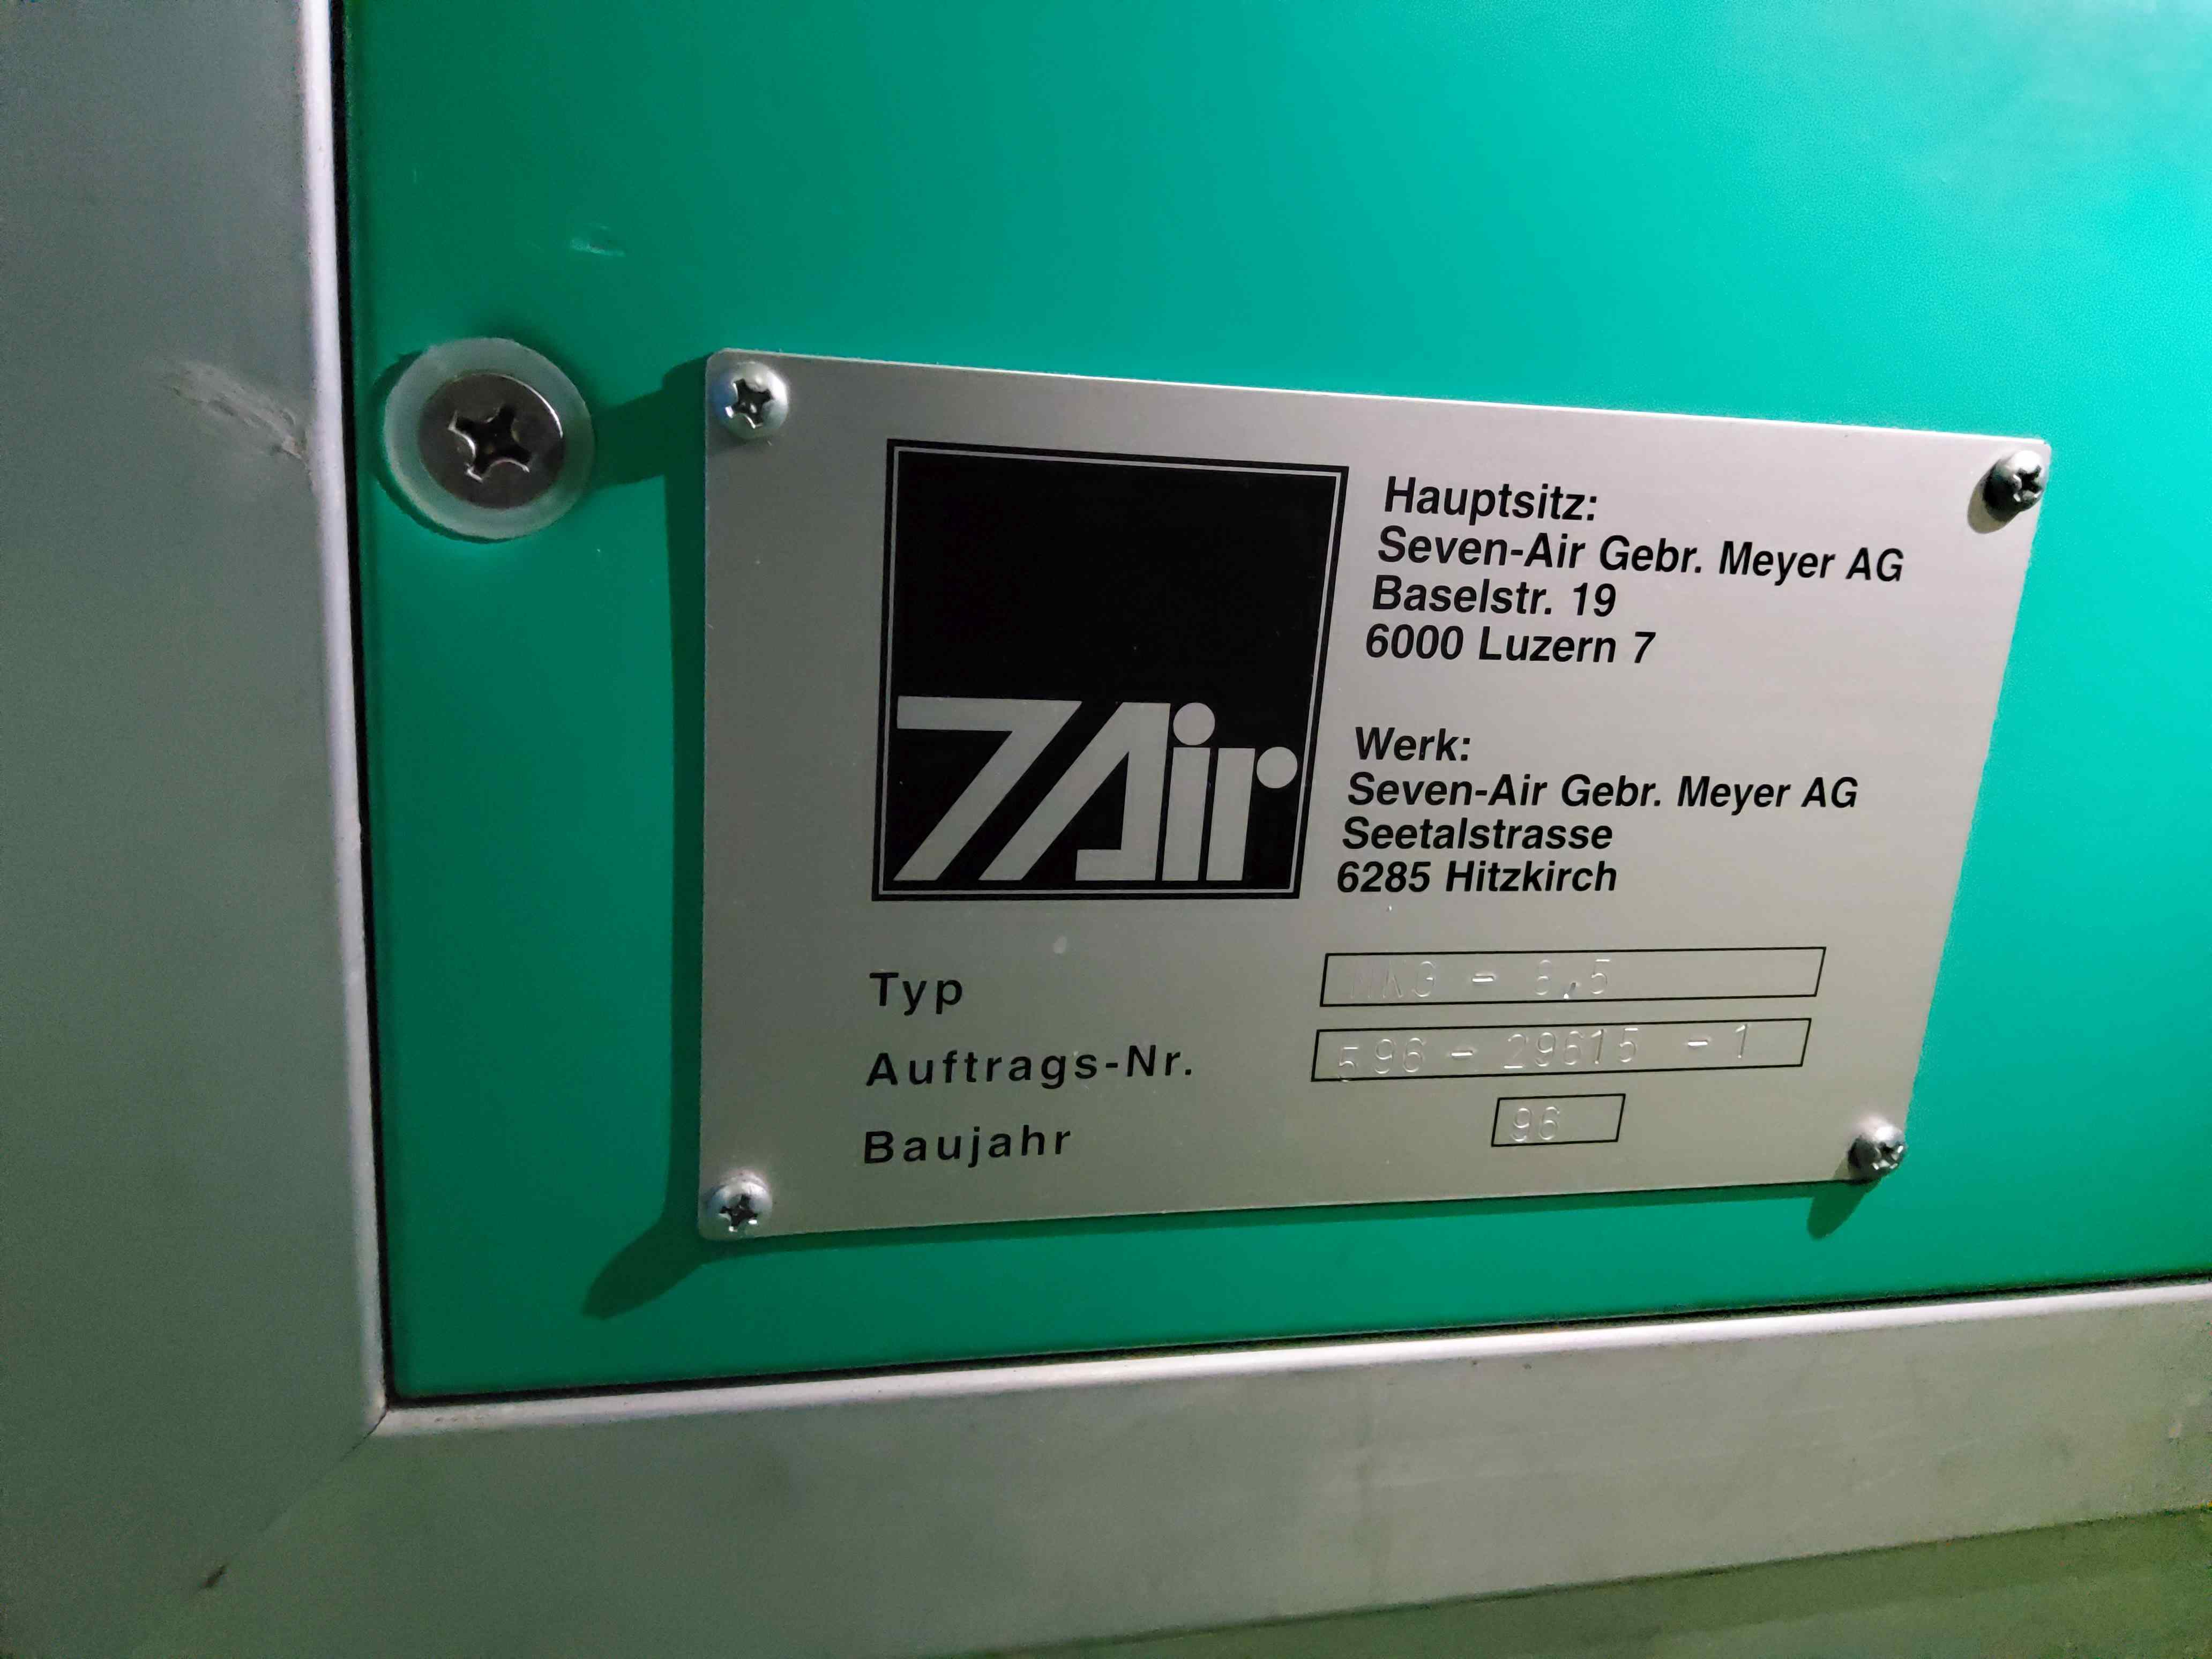 Hauptsitz:
Seven-Air Gebr. Meyer AG
Baselstr. 19
6000 Luzern 7
7Air
Werk:
Seven-Air Gebr. Meyer AG
Seetalstrasse
6285 Hitzkirch
Typ
Auftrags-Nr. 596 - 29615 - 1
Baujahr 96